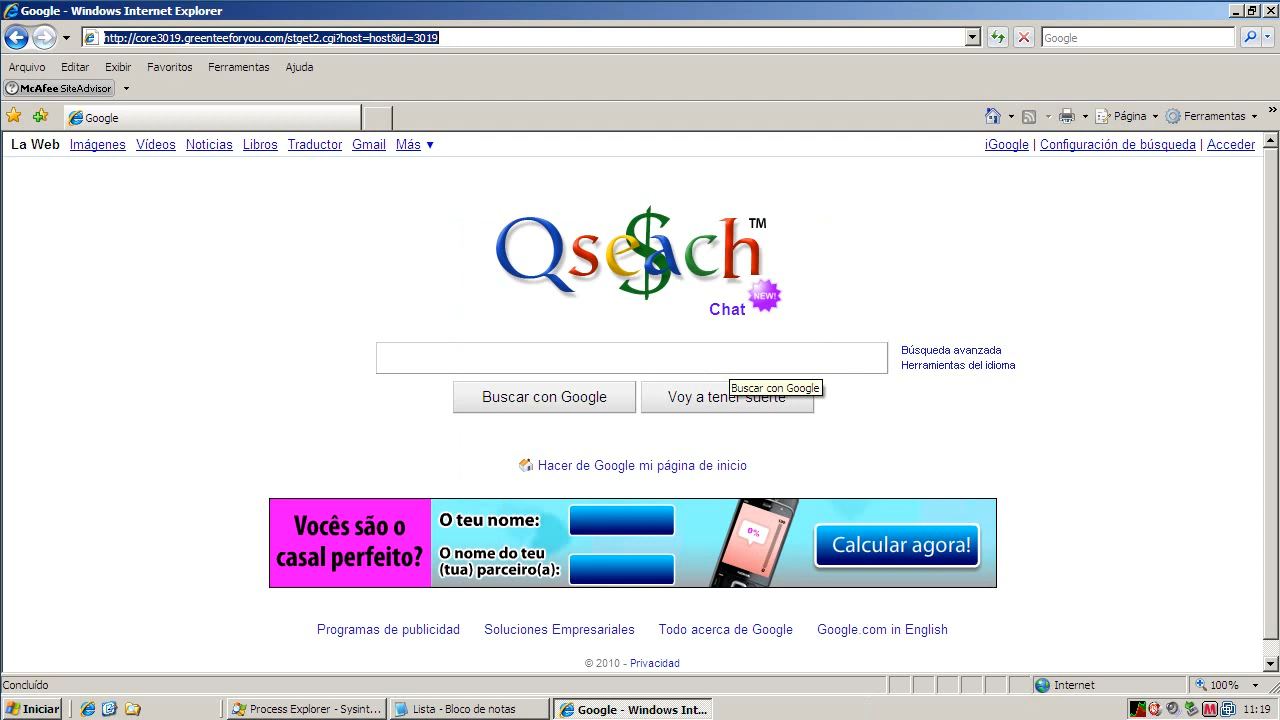 Google - Windows Internet Explorer
http://core3019.greenteeforyou.com/stget2.cgi?host=host&id=3019
Google
Arquivo Editar Exibir Favoritos Ferramentas Ajuda
McAfee SiteAdvisor
Google
Página Ferramentas
La Web Imágenes Vídeos Noticias Libros Traductor Gmail Más ▼
iGoogle | Configuración de búsqueda | Acceder
Qseach TM
Chat NEW!
Búsqueda avanzada
Herramientas del idioma
Buscar con Google
Voy a tener suerte
Buscar con Google
Hacer de Google mi página de inicio
Vocês são o
casal perfeito?
O teu nome:
O nome do teu
(tua) parceiro(a):
0%
Calcular agora!
Programas de publicidad Soluciones Empresariales Todo acerca de Google Google.com in English
© 2010 - Privacidad
Concluído
Internet
100%
Iniciar
Process Explorer - Sysint...
Lista - Bloco de notas
Google - Windows Int...
11:19